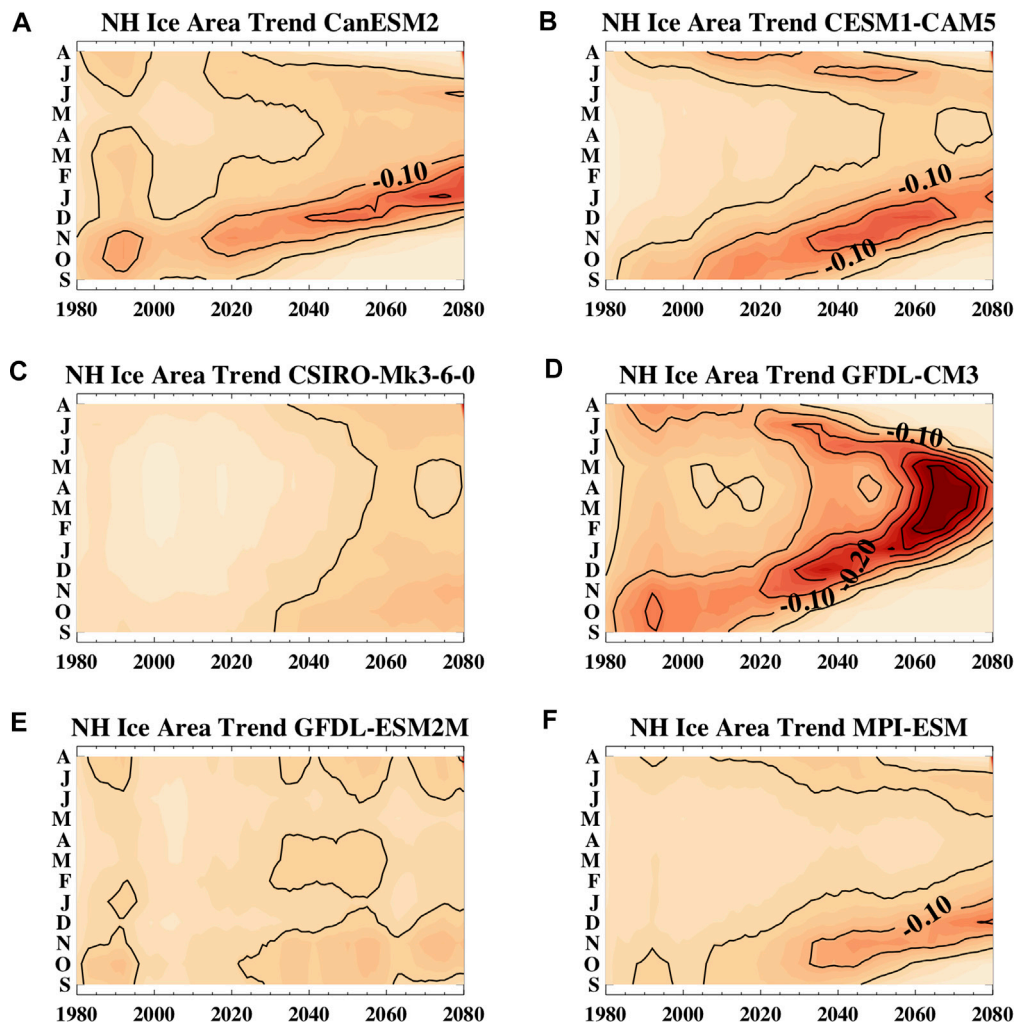 A
NH Ice Area Trend CanESM2
A
J
J
M
A
M
F
J
D
N
O
S
-0.10
1980 2000 2020 2040 2060 2080
B
NH Ice Area Trend CESM1-CAM5
A
J
J
M
A
M
F
J
D
N
O
S
-0.10
-0.10
1980 2000 2020 2040 2060 2080
C
NH Ice Area Trend CSIRO-Mk3-6-0
A
J
J
M
A
M
F
J
D
N
O
S
1980 2000 2020 2040 2060 2080
D
NH Ice Area Trend GFDL-CM3
A
J
J
M
A
M
F
J
D
N
O
S
-0.10
-0.20
-0.10
1980 2000 2020 2040 2060 2080
E
NH Ice Area Trend GFDL-ESM2M
A
J
J
M
A
M
F
J
D
N
O
S
1980 2000 2020 2040 2060 2080
F
NH Ice Area Trend MPI-ESM
A
J
J
M
A
M
F
J
D
N
O
S
-0.10
1980 2000 2020 2040 2060 2080